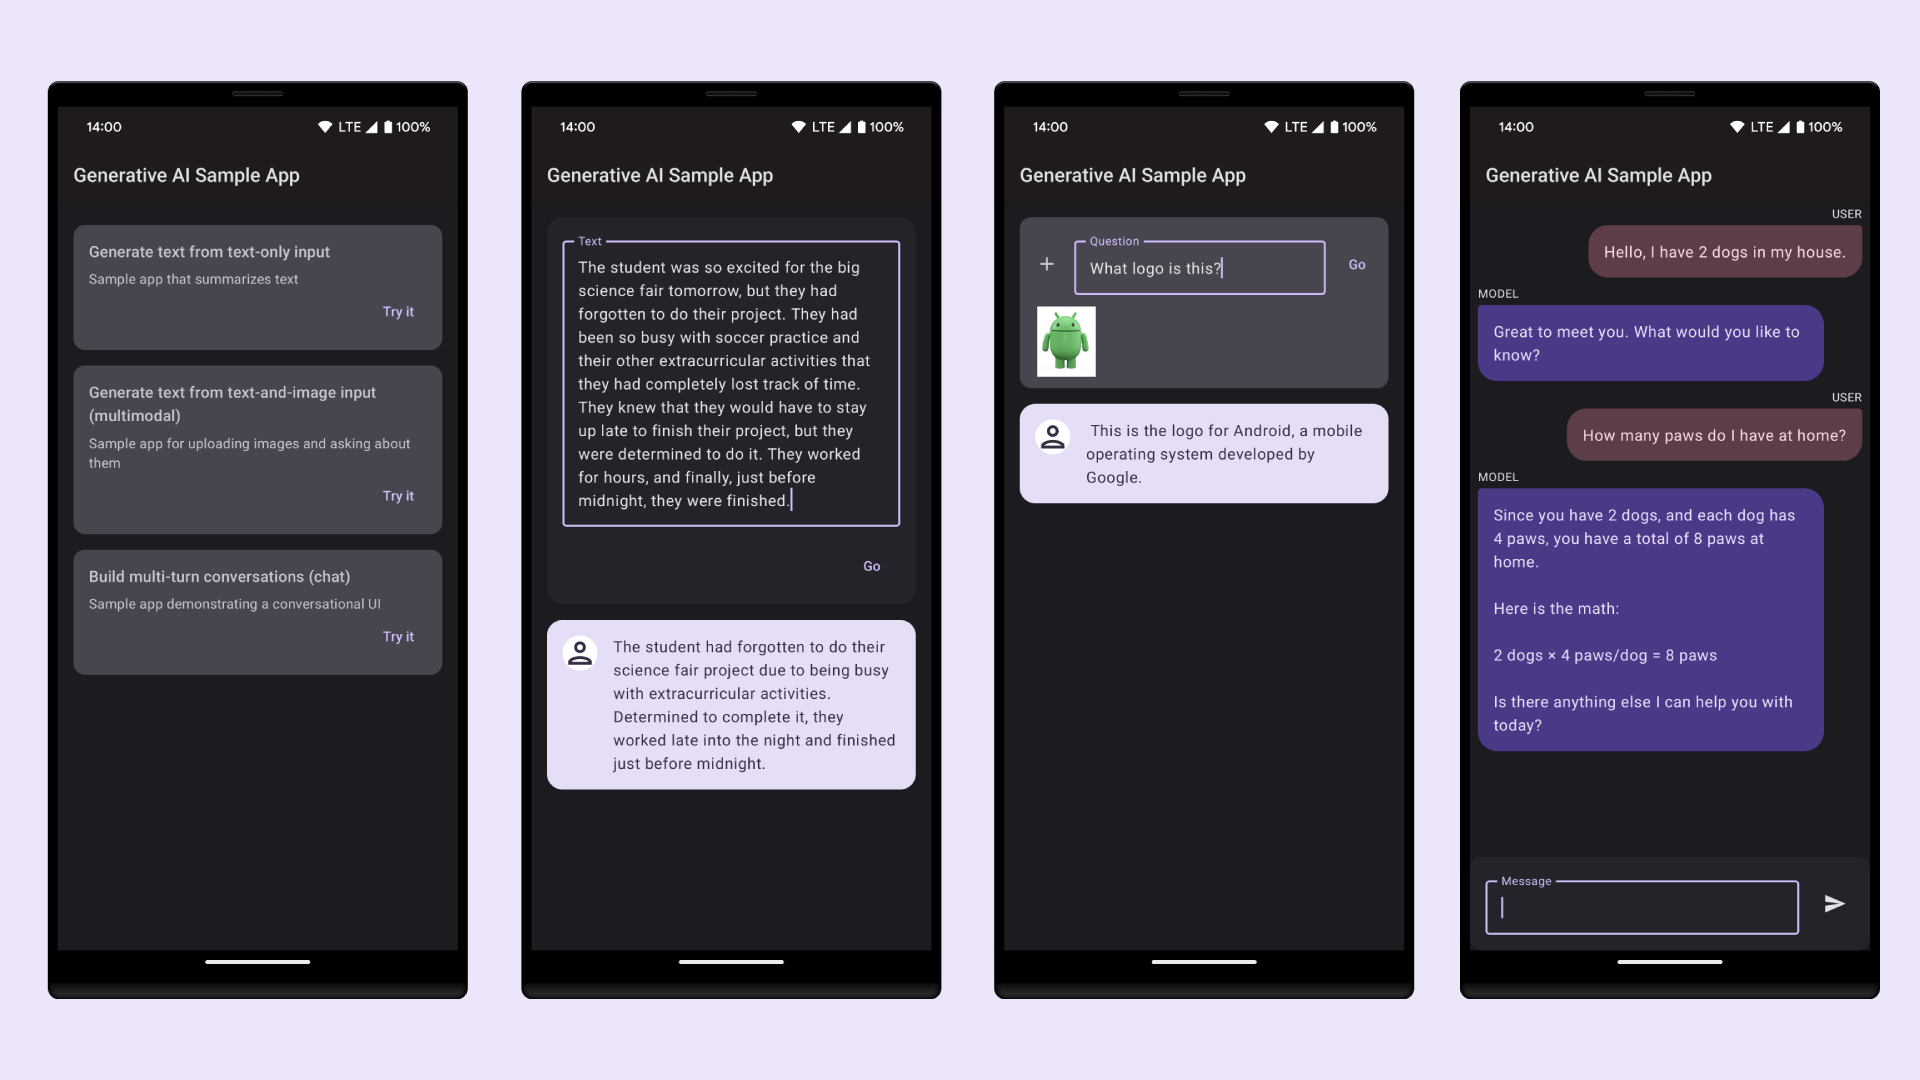 14:00
LTE
100%
Generative AI Sample App
Generate text from text-only input
Sample app that summarizes text
Try it
Generate text from text-and-image input
(multimodal)
Sample app for uploading images and asking about
them
Try it
Build multi-turn conversations (chat)
Sample app demonstrating a conversational UI
Try it
14:00
LTE
100%
Generative AI Sample App
Text
The student was so excited for the big
science fair tomorrow, but they had
forgotten to do their project. They had
been so busy with soccer practice and
their other extracurricular activities that
they had completely lost track of time.
They knew that they would have to stay
up late to finish their project, but they
were determined to do it. They worked
for hours, and finally, just before
midnight, they were finished.
Go
The student had forgotten to do their
science fair project due to being busy
with extracurricular activities.
Determined to complete it, they
worked late into the night and finished
just before midnight.
14:00
LTE
100%
Generative AI Sample App
Question
What logo is this?
Go
This is the logo for Android, a mobile
operating system developed by
Google.
14:00
LTE
100%
Generative AI Sample App
USER
Hello, I have 2 dogs in my house.
MODEL
Great to meet you. What would you like to
know?
USER
How many paws do I have at home?
MODEL
Since you have 2 dogs, and each dog has
4 paws, you have a total of 8 paws at
home.
Here is the math:
2 dogs × 4 paws/dog = 8 paws
Is there anything else I can help you with
today?
Message